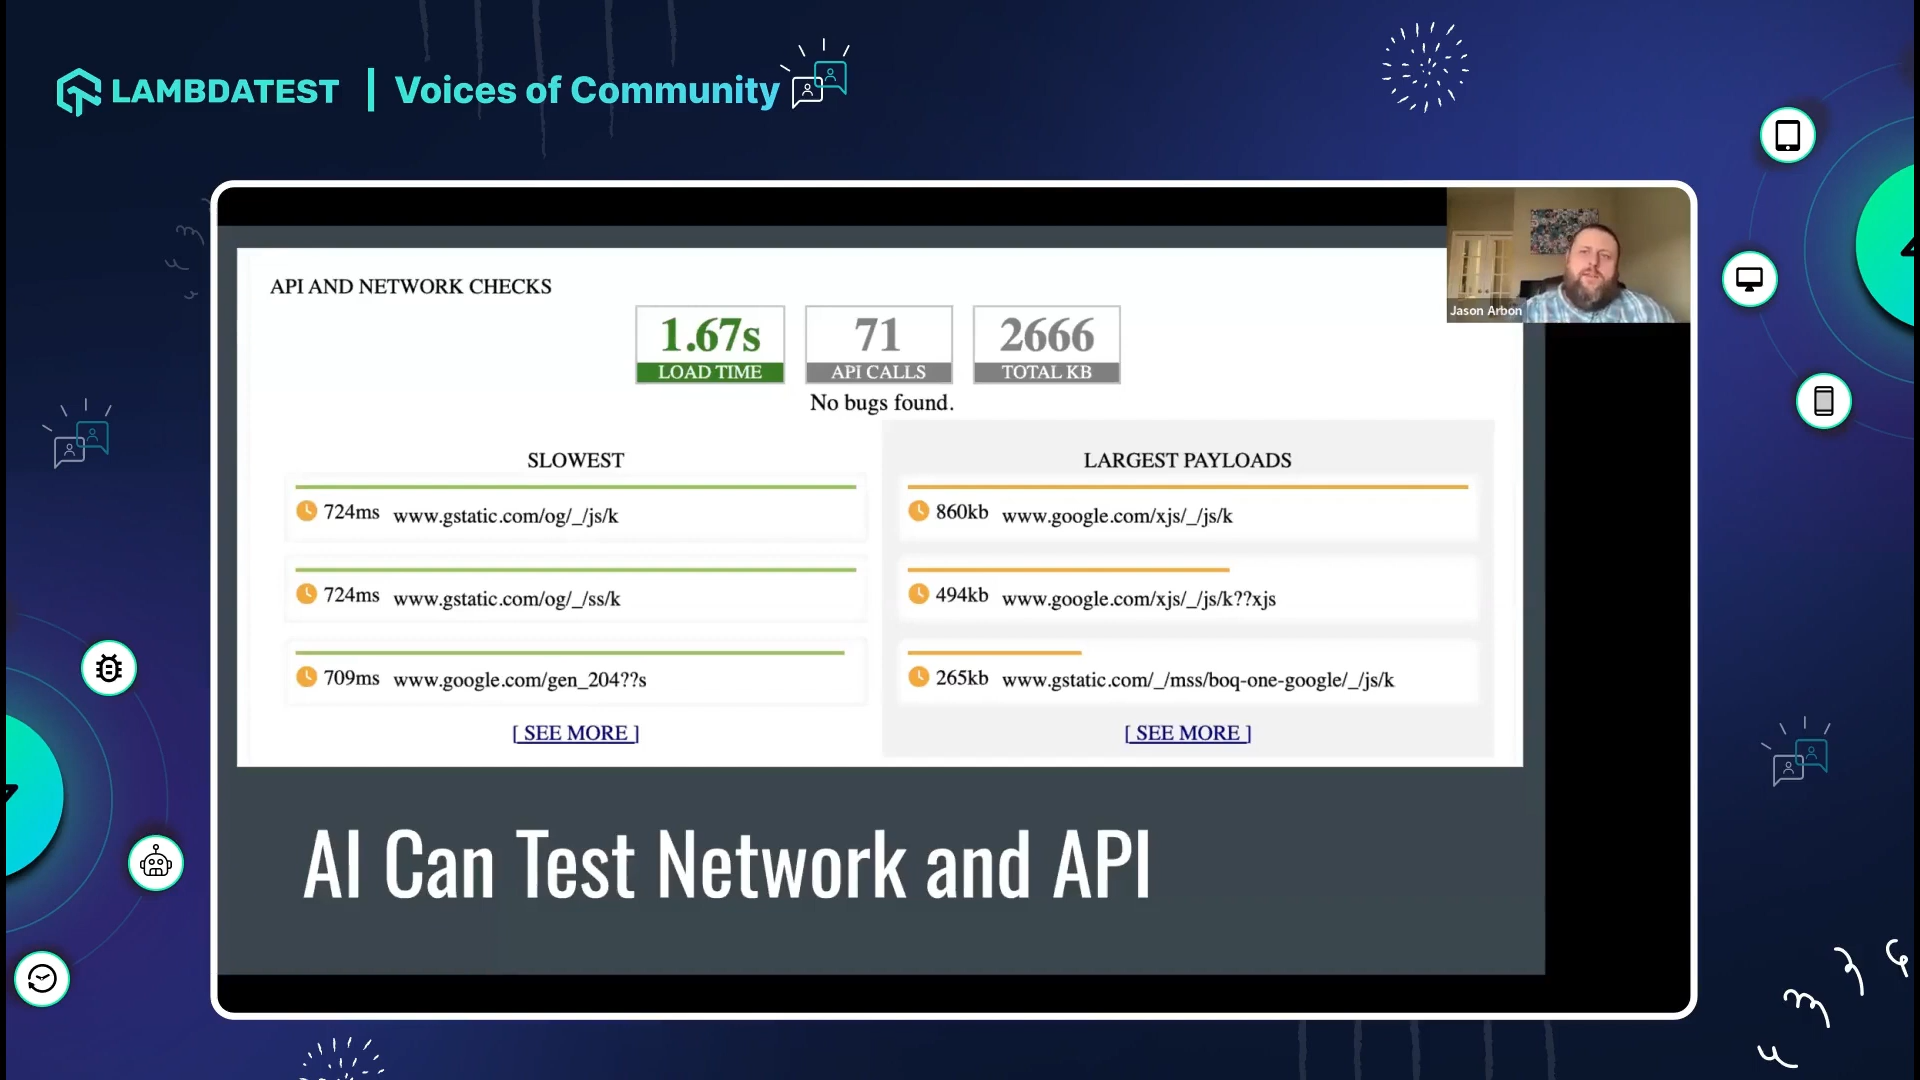 LAMBDATEST | Voices of Community
Jason Arbon
API AND NETWORK CHECKS
1.67s
LOAD TIME
71
API CALLS
2666
TOTAL KB
No bugs found.
SLOWEST
724ms www.gstatic.com/og/_/js/k
724ms www.gstatic.com/og/_/ss/k
709ms www.google.com/gen_204??s
[ SEE MORE ]
LARGEST PAYLOADS
860kb www.google.com/xjs/_/js/k
494kb www.google.com/xjs/_/js/k??xjs
265kb www.gstatic.com/_/mss/boq-one-google/_/js/k
[ SEE MORE ]
AI Can Test Network and API